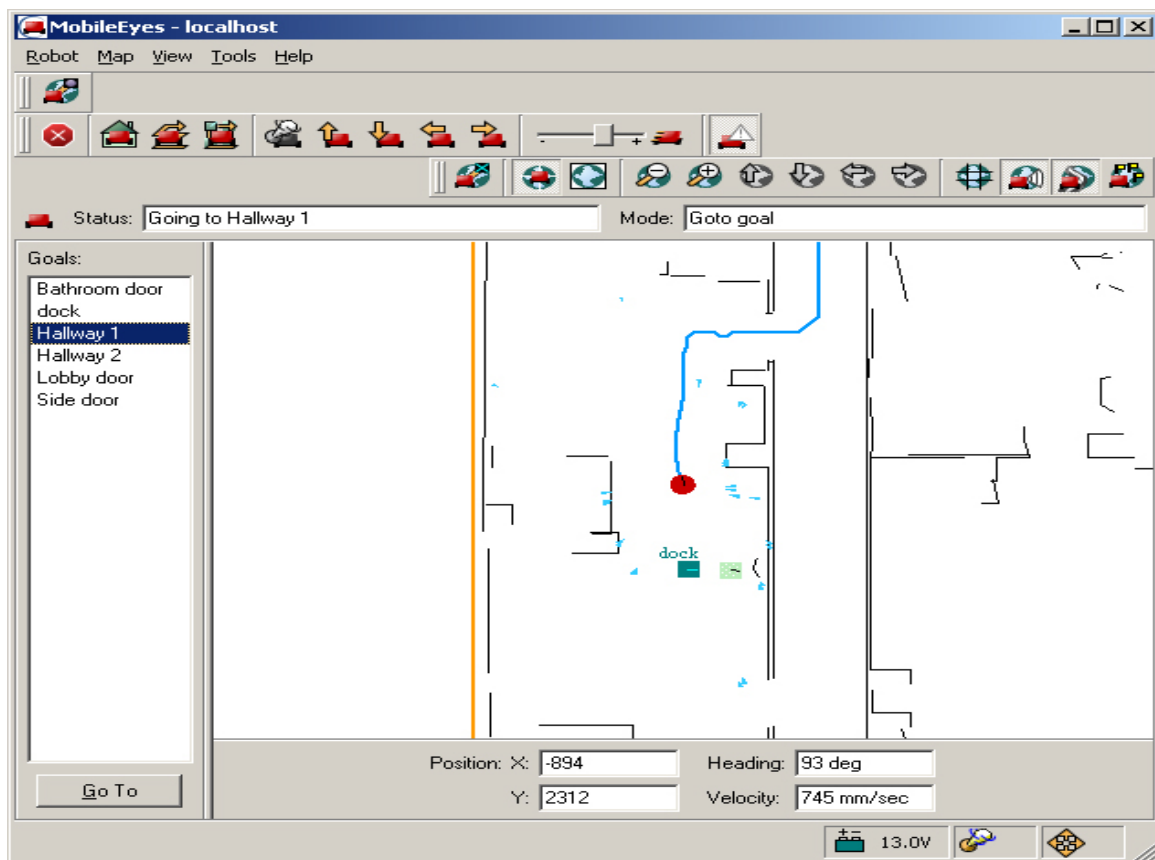 MobileEyes - localhost
Robot Map View Tools Help
- +
Status: Going to Hallway 1 Mode: Goto goal
Goals:
Bathroom door
dock
Hallway 1
Hallway 2
Lobby door
Side door
dock
Position: X: -894 Heading: 93 deg
Go To Y: 2312 Velocity: 745 mm/sec
13.0V